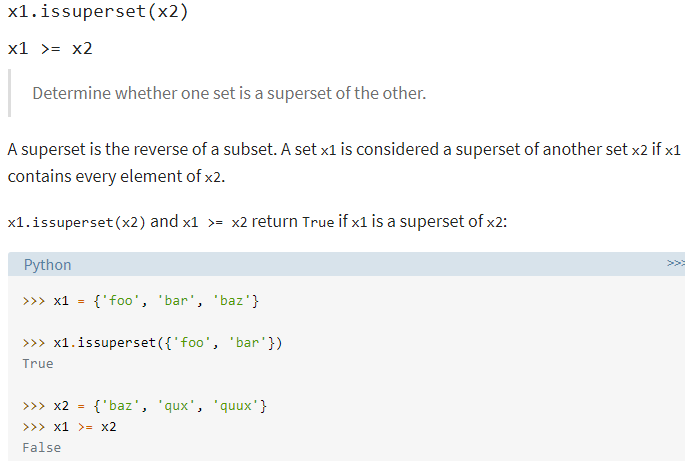 x1.issuperset(x2)
x1 >= x2
Determine whether one set is a superset of the other.
A superset is the reverse of a subset. A set x1 is considered a superset of another set x2 if x1
contains every element of x2.
x1.issuperset(x2) and x1 >= x2 return True if x1 is a superset of x2:
Python >>>
>>> x1 = {'foo', 'bar', 'baz'}
>>> x1.issuperset({'foo', 'bar'})
True
>>> x2 = {'baz', 'qux', 'quux'}
>>> x1 >= x2
False